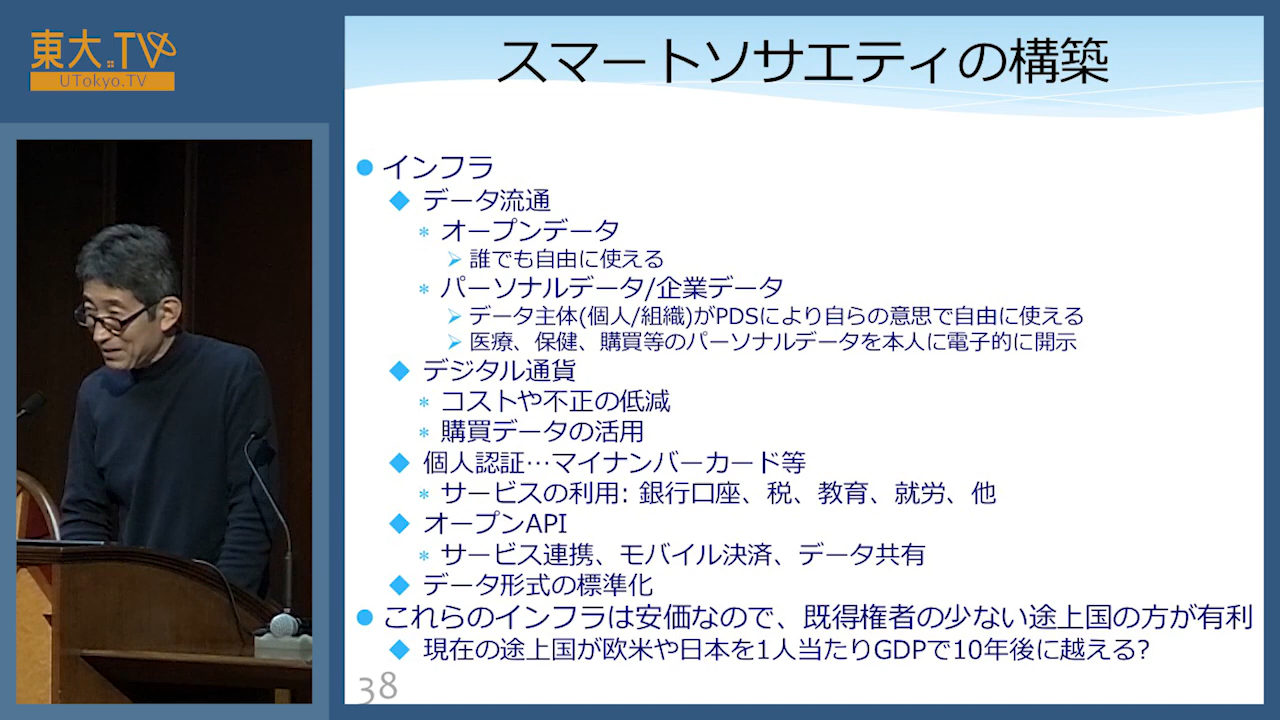 東大.TV
UTokyo.TV
スマートソサエティの構築
インフラ
データ流通
オープンデータ
誰でも自由に使える
パーソナルデータ/企業データ
データ主体(個人/組織)がPDSにより自らの意思で自由に使える
医療、保健、購買等のパーソナルデータを本人に電子的に開示
デジタル通貨
コストや不正の低減
購買データの活用
個人認証…マイナンバーカード等
サービスの利用: 銀行口座、税、教育、就労、他
オープンAPI
サービス連携、モバイル決済、データ共有
データ形式の標準化
これらのインフラは安価なので、既得権者の少ない途上国の方が有利
現在の途上国が欧米や日本を1人当たりGDPで10年後に越える?
38